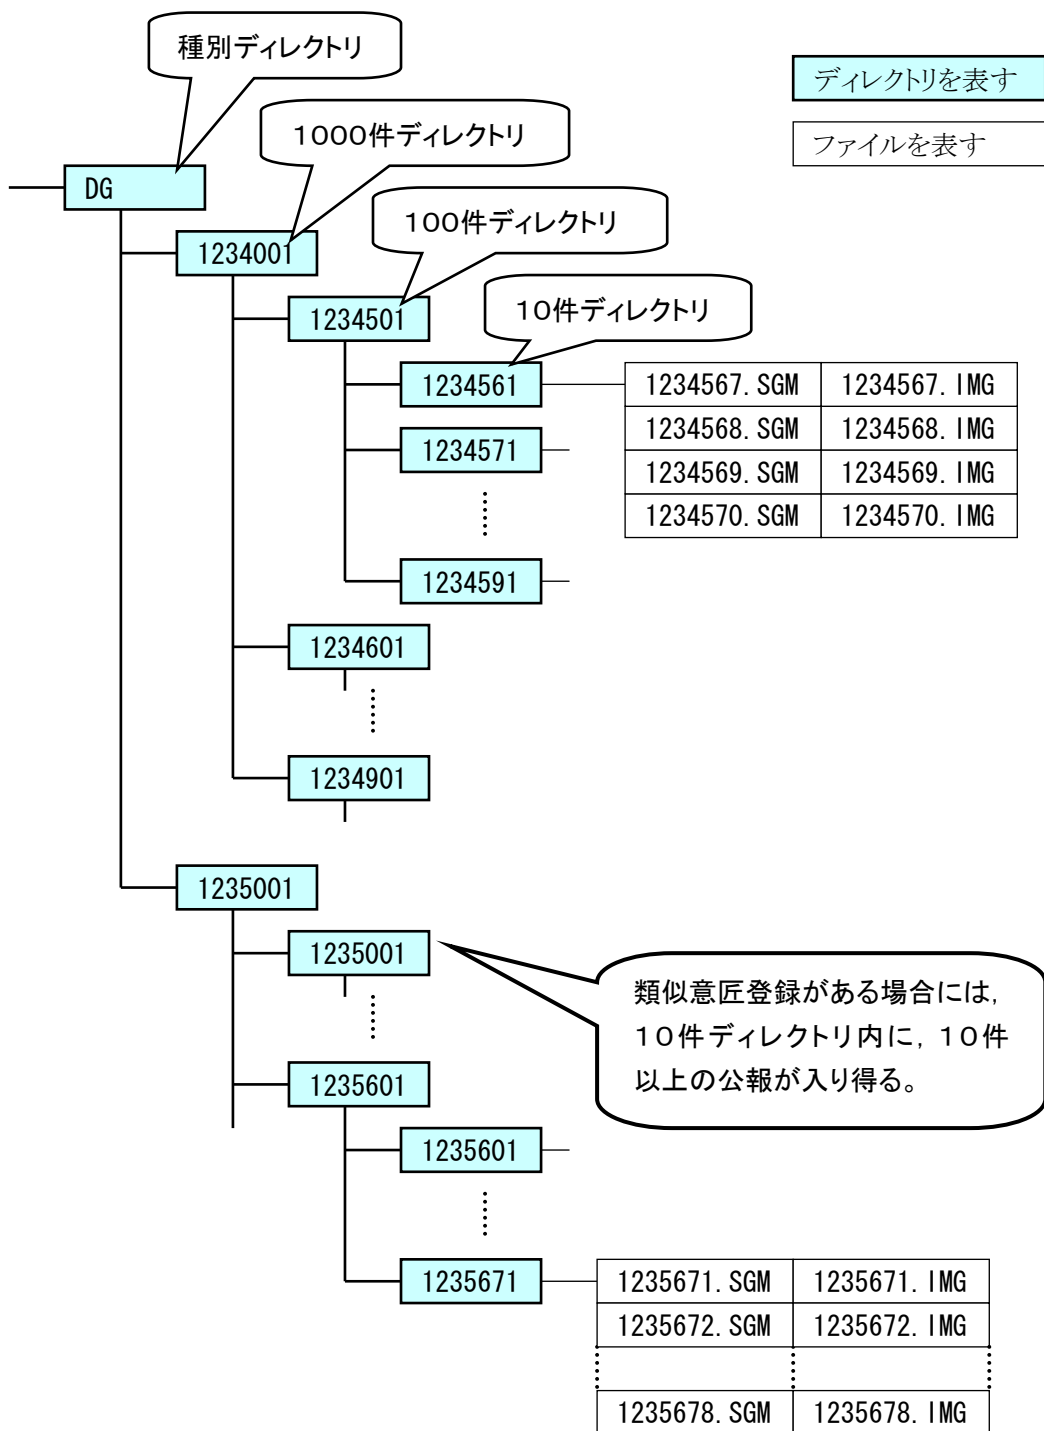 種別ディレクトリ
ディレクトリを表す
1000件ディレクトリ
ファイルを表す
DG
100件ディレクトリ
1234001
10件ディレクトリ
1234501
1234561
1234567.SGM 1234567.IMG
1234568.SGM 1234568.IMG
1234569.SGM 1234569.IMG
1234570.SGM 1234570.IMG
1234571
1234591
1234601
1234901
1235001
1235001
類似意匠登録がある場合には,
10件ディレクトリ内に,10件
以上の公報が入り得る。
1235601
1235601
1235671
1235671.SGM 1235671.IMG
1235672.SGM 1235672.IMG
1235678.SGM 1235678.IMG